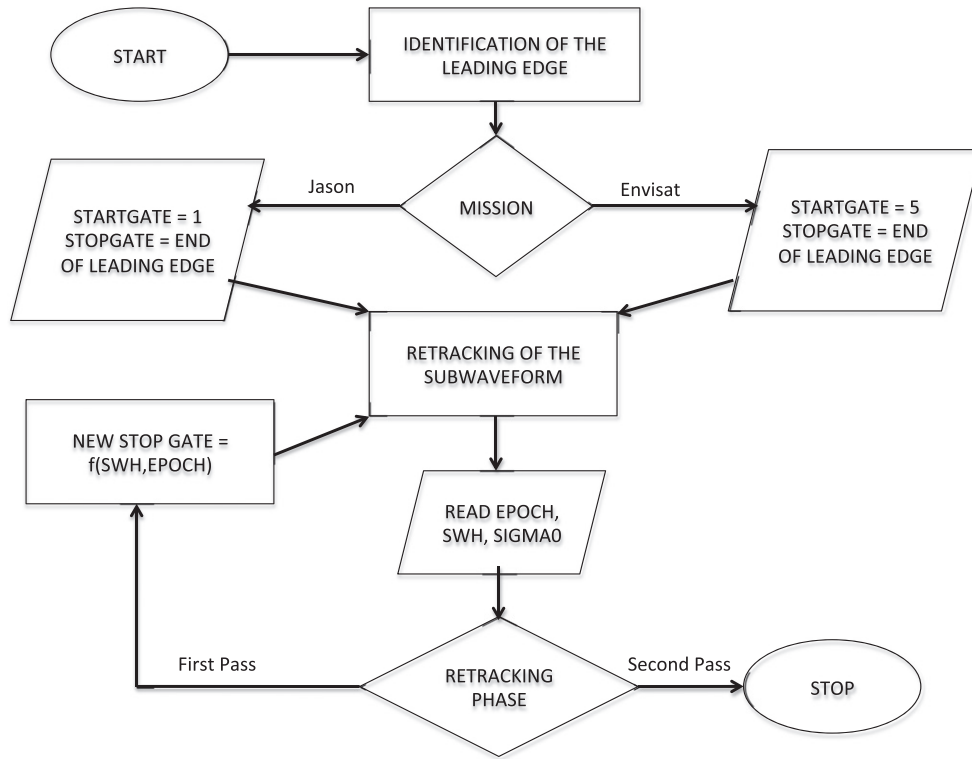 START
IDENTIFICATION OF THE
LEADING EDGE
Jason
MISSION
Envisat
STARTGATE = 1
STOPGATE = END
OF LEADING EDGE
STARTGATE = 5
STOPGATE = END
OF LEADING EDGE
RETRACKING OF THE
SUBWAVEFORM
NEW STOP GATE =
f(SWH,EPOCH)
READ EPOCH,
SWH, SIGMA0
First Pass
RETRACKING
PHASE
Second Pass
STOP